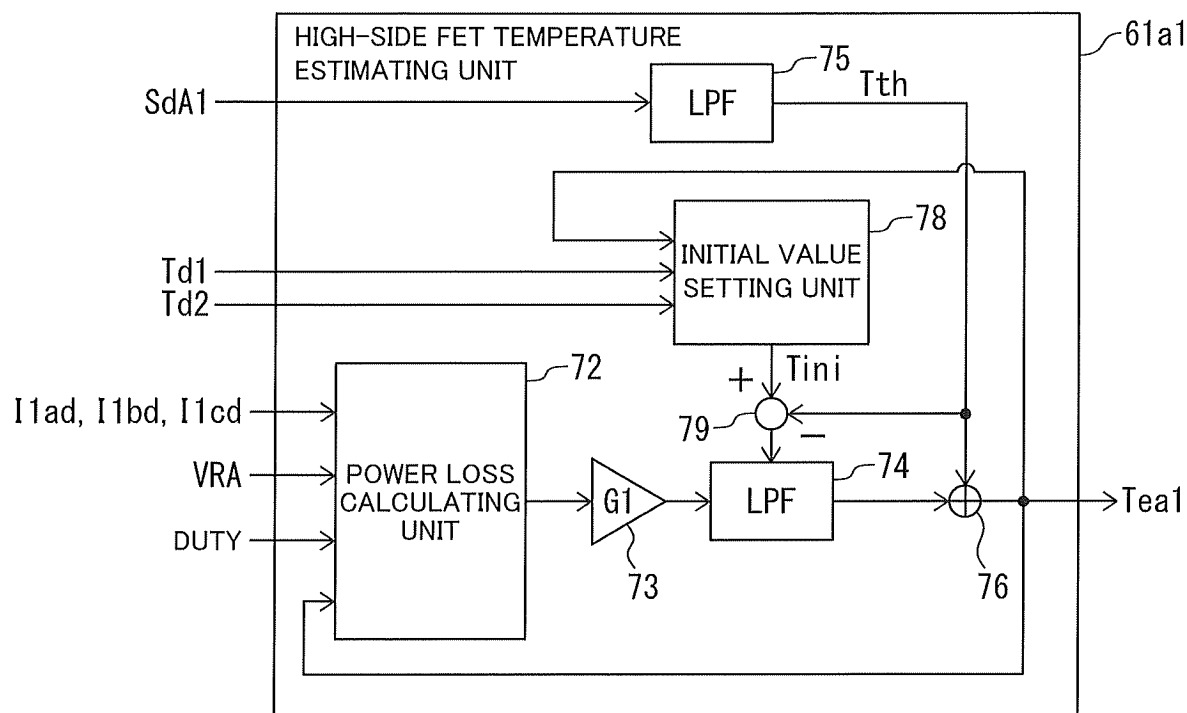 HIGH-SIDE FET TEMPERATURE
ESTIMATING UNIT
61a1
75
SdA1
LPF
Tth
78
INITIAL VALUE
SETTING UNIT
Td1
Td2
72
+
Tini
I1ad, I1bd, I1cd
79
−
74
VRA
POWER LOSS
CALCULATING
UNIT
G1
LPF
Tea1
DUTY
73
76